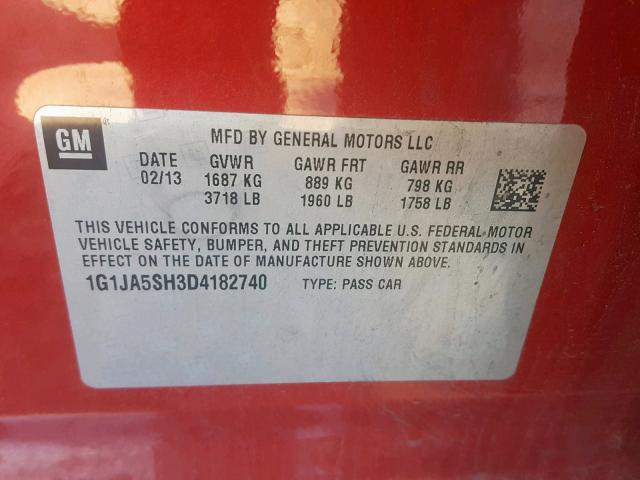 GM
MFD BY GENERAL MOTORS LLC
DATE GVWR GAWR FRT GAWR RR
02/13 1687 KG 889 KG 798 KG
3718 LB 1960 LB 1758 LB
THIS VEHICLE CONFORMS TO ALL APPLICABLE U.S. FEDERAL MOTOR
VEHICLE SAFETY, BUMPER, AND THEFT PREVENTION STANDARDS IN
EFFECT ON THE DATE OF MANUFACTURE SHOWN ABOVE.
1G1JA5SH3D4182740 TYPE: PASS CAR